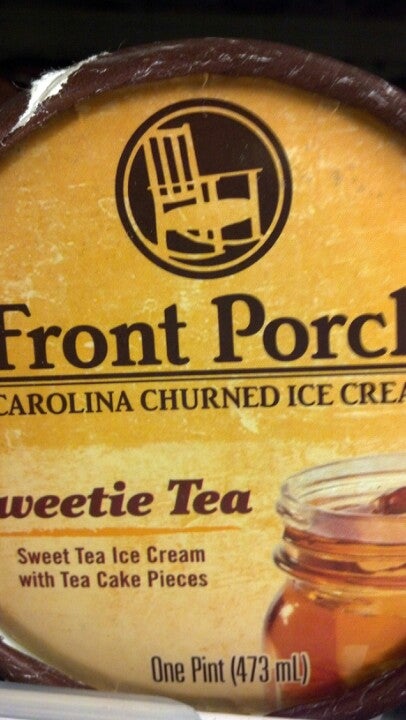 Front Porch
CAROLINA CHURNED ICE CREA
weetie Tea
Sweet Tea Ice Cream
with Tea Cake Pieces
One Pint (473 mL)